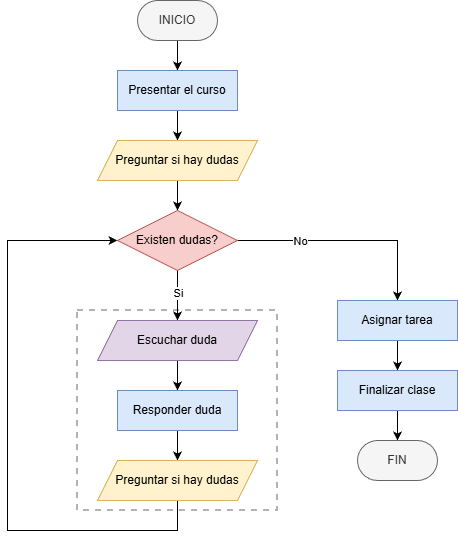 INICIO
Presentar el curso
Preguntar si hay dudas
Existen dudas?
No
Si
Escuchar duda
Responder duda
Preguntar si hay dudas
Asignar tarea
Finalizar clase
FIN